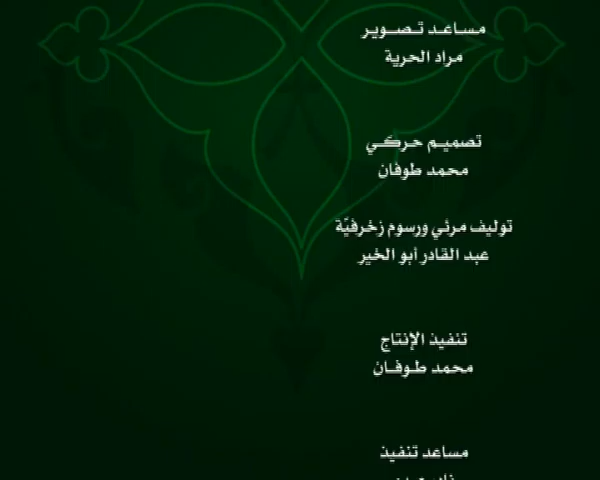 مساعد تصوير
مراد الحرية
تصميم حركي
محمد طوفان
توليف مرئي ورسوم زخرفيّة
عبد القادر أبو الخير
تنفيذ الإنتاج
محمد طوفان
مساعد تنفيذ